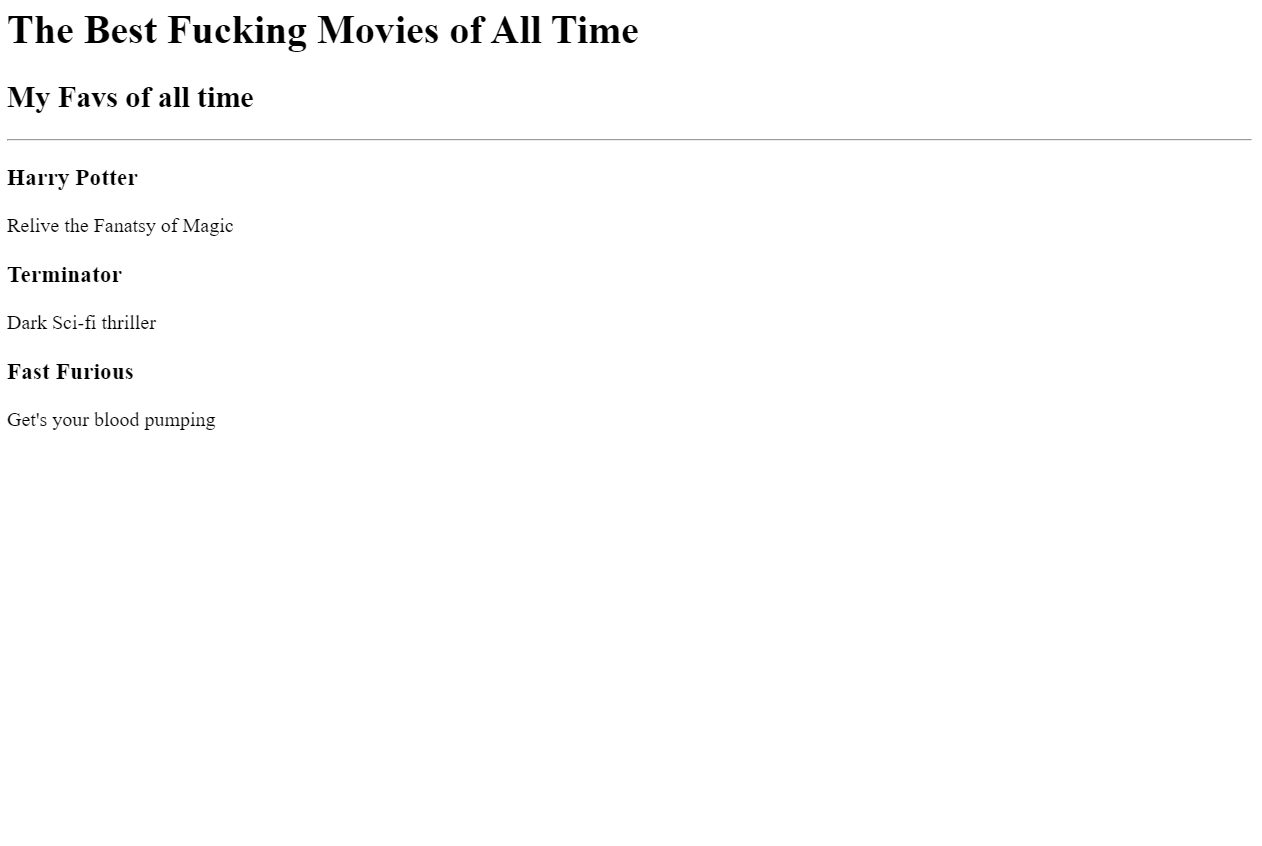 The Best Fucking Movies of All Time
My Favs of all time
Harry Potter
Relive the Fanatsy of Magic
Terminator
Dark Sci-fi thriller
Fast Furious
Get's your blood pumping